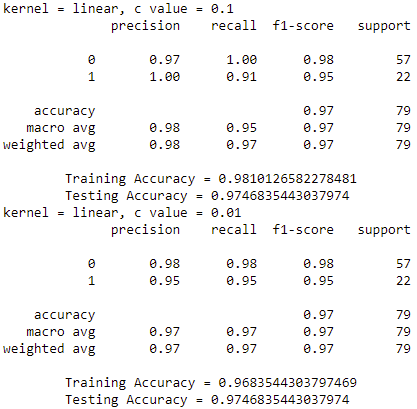 kernel = linear, c value = 0.1
precision recall f1-score support
0 0.97 1.00 0.98 57
1 1.00 0.91 0.95 22
accuracy 0.97 79
macro avg 0.98 0.95 0.97 79
weighted avg 0.98 0.97 0.97 79
Training Accuracy = 0.9810126582278481
Testing Accuracy = 0.9746835443037974
kernel = linear, c value = 0.01
precision recall f1-score support
0 0.98 0.98 0.98 57
1 0.95 0.95 0.95 22
accuracy 0.97 79
macro avg 0.97 0.97 0.97 79
weighted avg 0.97 0.97 0.97 79
Training Accuracy = 0.9683544303797469
Testing Accuracy = 0.9746835443037974